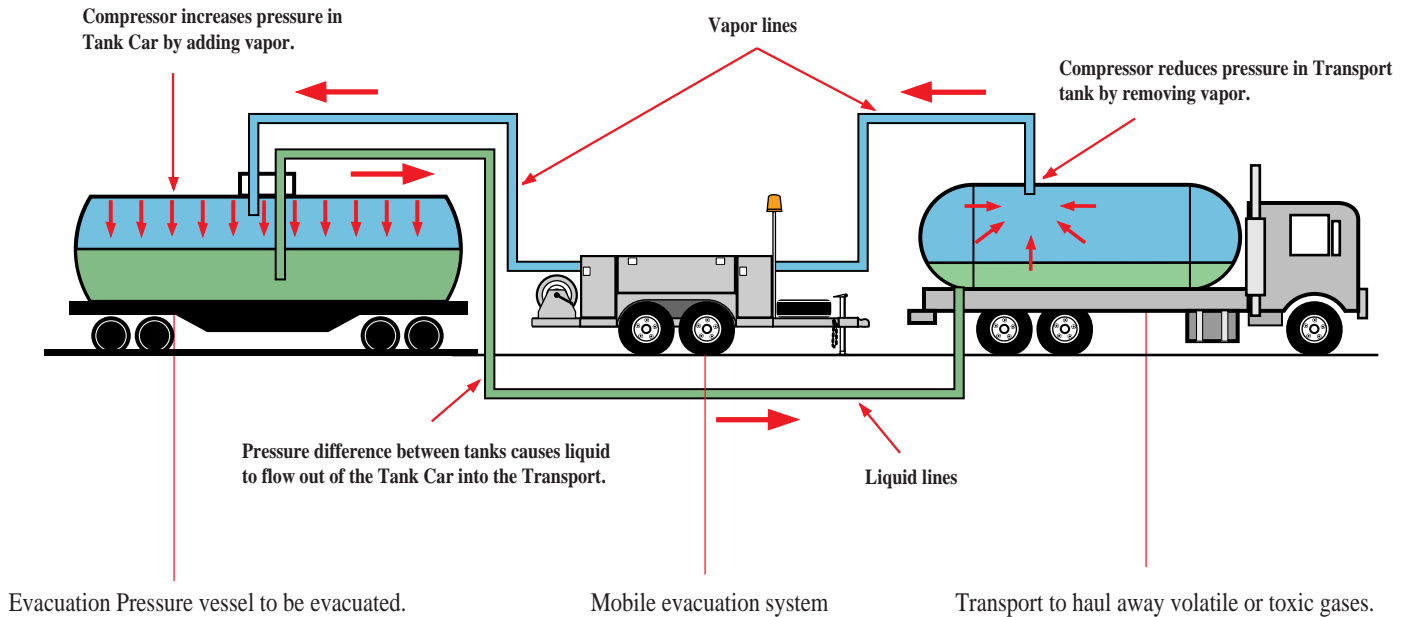 Compressor increases pressure in
Tank Car by adding vapor.
Vapor lines
Compressor reduces pressure in Transport
tank by removing vapor.
Pressure difference between tanks causes liquid
to flow out of the Tank Car into the Transport.
Liquid lines
Evacuation Pressure vessel to be evacuated.
Mobile evacuation system
Transport to haul away volatile or toxic gases.